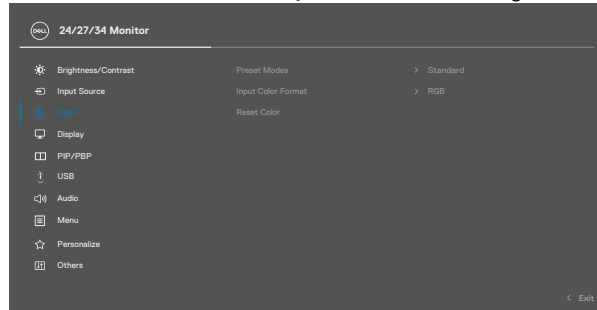 DELL 24/27/34 Monitor
Brightness/Contrast Preset Modes > Standard
Input Source Input Color Format > RGB
Color Reset Color
Display
PIP/PBP
USB
Audio
Menu
Personalize
Others
< Exit